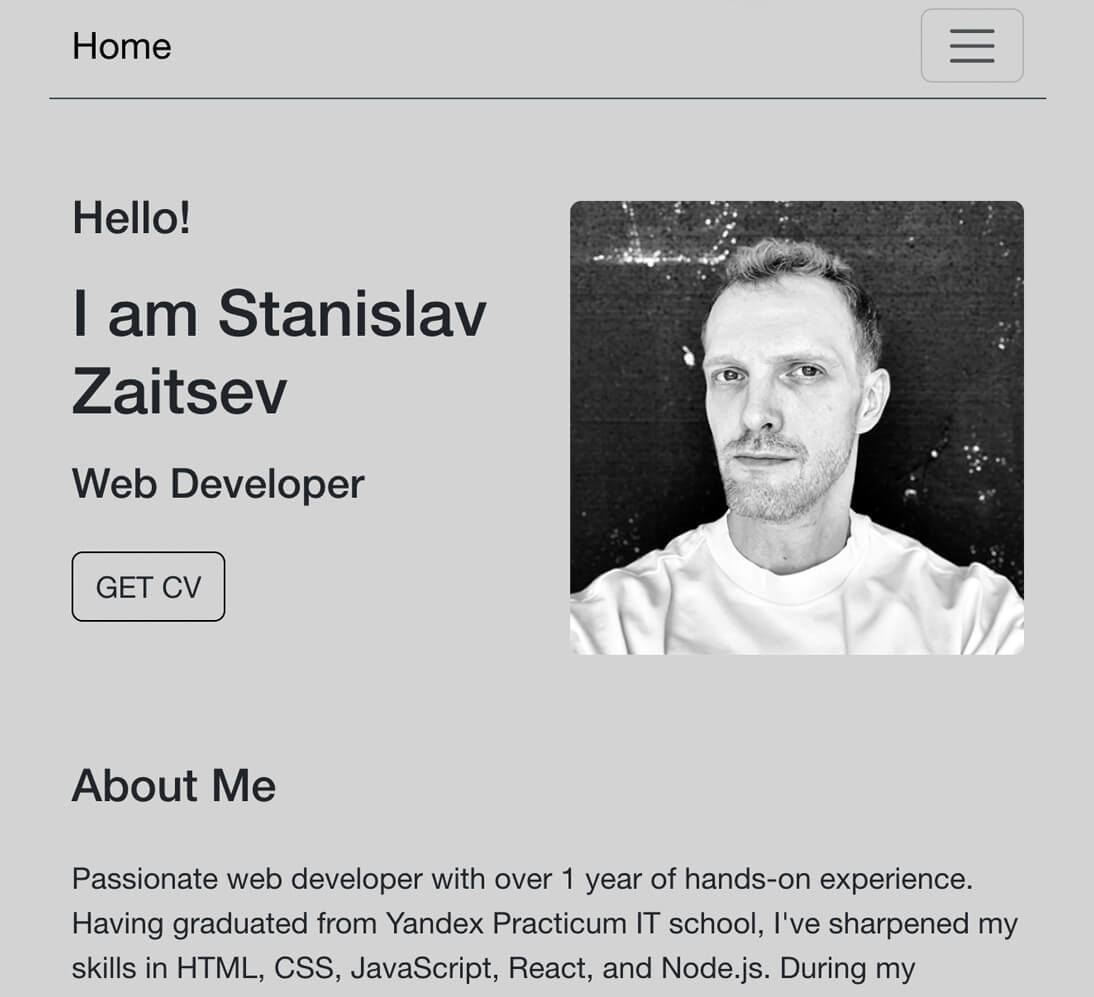 Home
Hello!
I am Stanislav
Zaitsev
Web Developer
GET CV
About Me
Passionate web developer with over 1 year of hands-on experience.
Having graduated from Yandex Practicum IT school, I've sharpened my
skills in HTML, CSS, JavaScript, React, and Node.js. During my